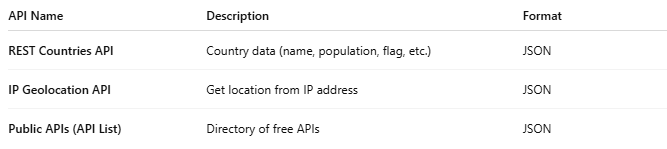 API Name Description Format
REST Countries API Country data (name, population, flag, etc.) JSON
IP Geolocation API Get location from IP address JSON
Public APIs (API List) Directory of free APIs JSON